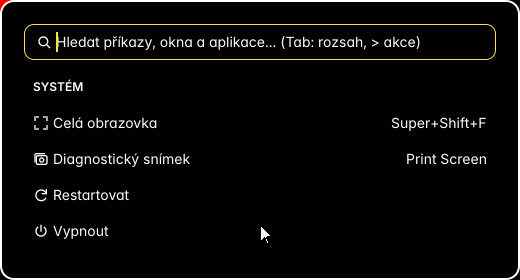 Hledat příkazy, okna a aplikace... (Tab: rozsah, > akce)
SYSTÉM
Celá obrazovka Super+Shift+F
Diagnostický snímek Print Screen
Restartovat
Vypnout